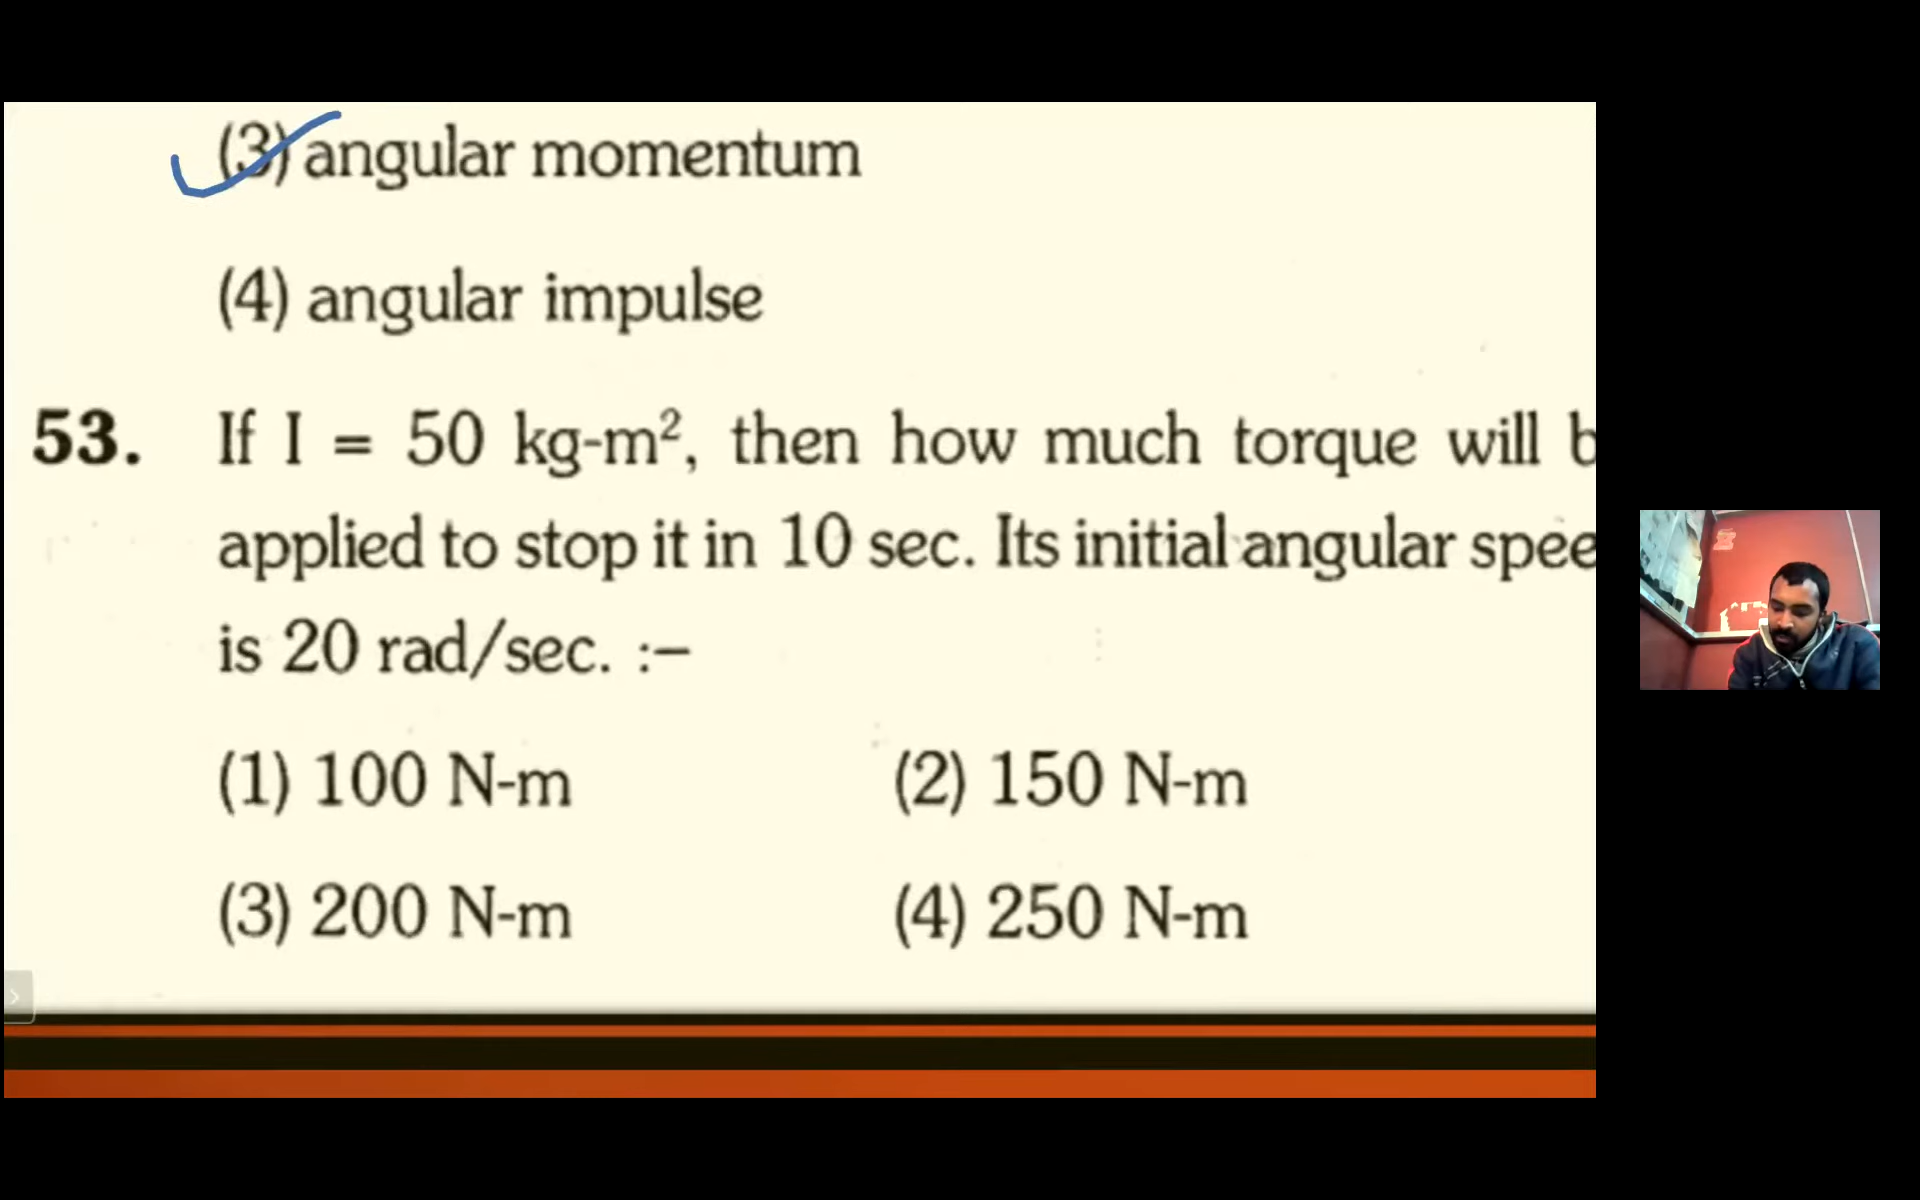 (3) angular momentum
(4) angular impulse
53. If I = 50 kg-m², then how much torque will b
applied to stop it in 10 sec. Its initial angular spee
is 20 rad/sec. :–
(1) 100 N-m (2) 150 N-m
(3) 200 N-m (4) 250 N-m